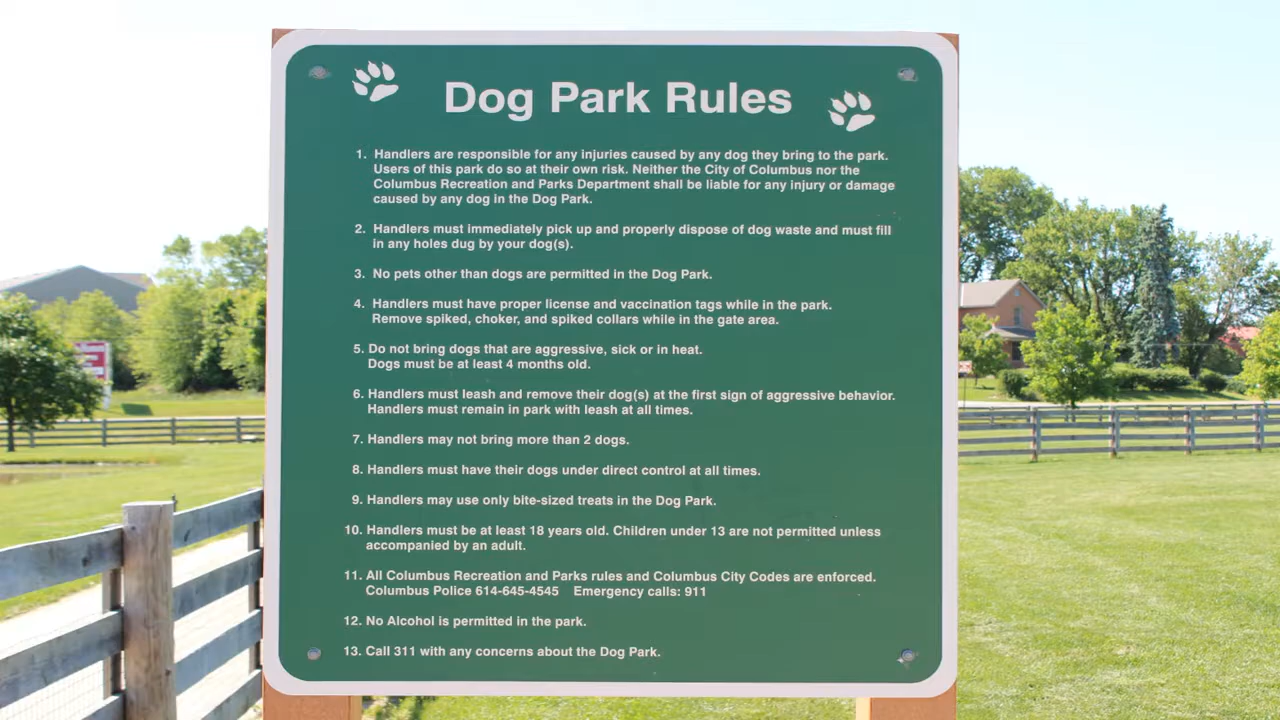 Dog Park Rules
1. Handlers are responsible for any injuries caused by any dog they bring to the park.
Users of this park do so at their own risk. Neither the City of Columbus nor the
Columbus Recreation and Parks Department shall be liable for any injury or damage
caused by any dog in the Dog Park.
2. Handlers must immediately pick up and properly dispose of dog waste and must fill
in any holes dug by your dog(s).
3. No pets other than dogs are permitted in the Dog Park.
4. Handlers must have proper license and vaccination tags while in the park.
Remove spiked, choker, and spiked collars while in the gate area.
5. Do not bring dogs that are aggressive, sick or in heat.
Dogs must be at least 4 months old.
6. Handlers must leash and remove their dog(s) at the first sign of aggressive behavior.
Handlers must remain in park with leash at all times.
7. Handlers may not bring more than 2 dogs.
8. Handlers must have their dogs under direct control at all times.
9. Handlers may use only bite-sized treats in the Dog Park.
10. Handlers must be at least 18 years old. Children under 13 are not permitted unless
accompanied by an adult.
11. All Columbus Recreation and Parks rules and Columbus City Codes are enforced.
Columbus Police 614-645-4545 Emergency calls: 911
12. No Alcohol is permitted in the park.
13. Call 311 with any concerns about the Dog Park.